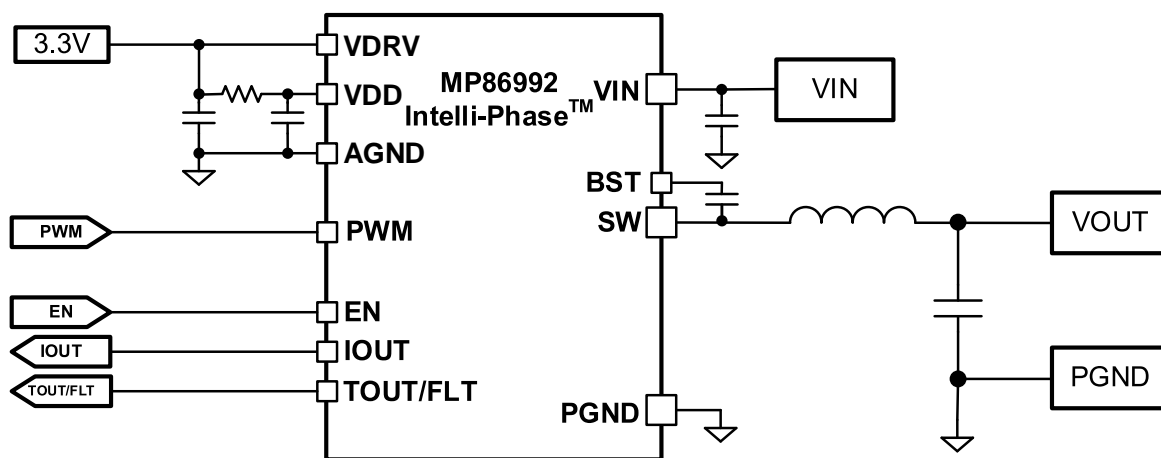 3.3V
VDRV
MP86992
Intelli-Phase™
VDD
VIN
VIN
AGND
BST
PWM
PWM
SW
VOUT
EN
EN
IOUT
IOUT
TOUT/FLT
TOUT/FLT
PGND
PGND